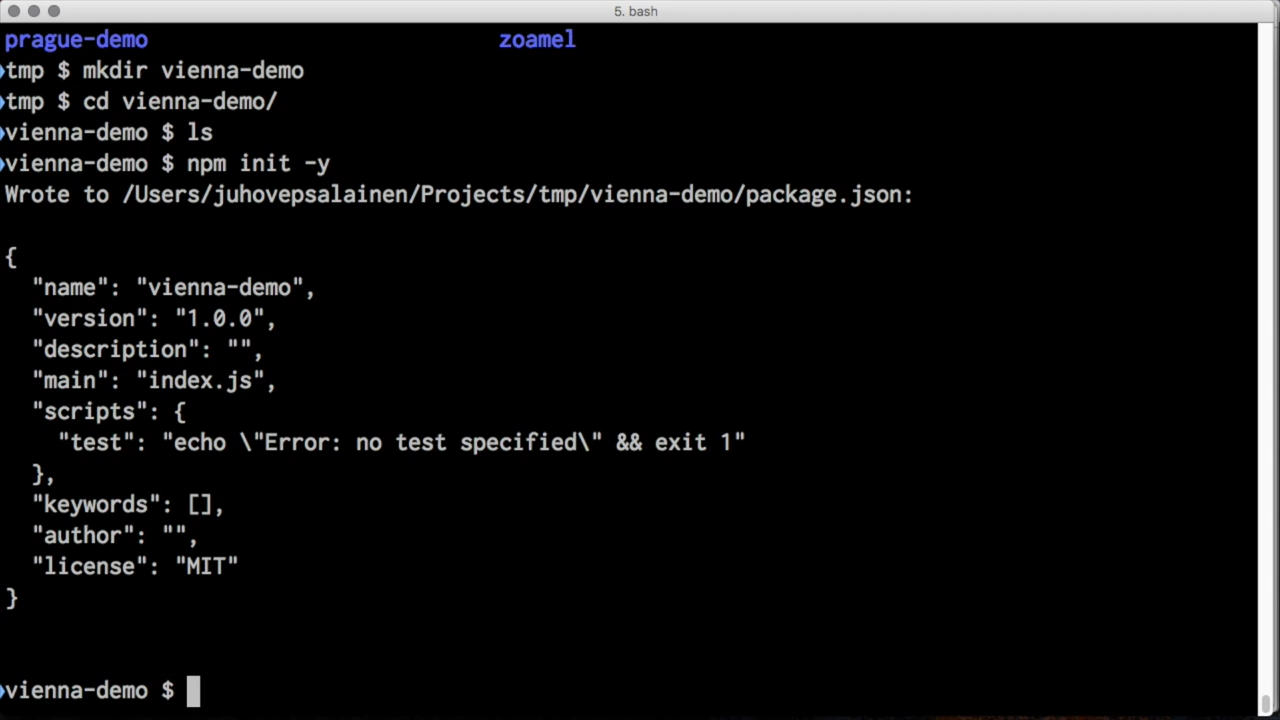 5. bash
prague-demo zoamel
tmp $ mkdir vienna-demo
tmp $ cd vienna-demo/
vienna-demo $ ls
vienna-demo $ npm init -y
Wrote to /Users/juhovepsalainen/Projects/tmp/vienna-demo/package.json:
{
  "name": "vienna-demo",
  "version": "1.0.0",
  "description": "",
  "main": "index.js",
  "scripts": {
    "test": "echo \"Error: no test specified\" && exit 1"
  },
  "keywords": [],
  "author": "",
  "license": "MIT"
}
vienna-demo $